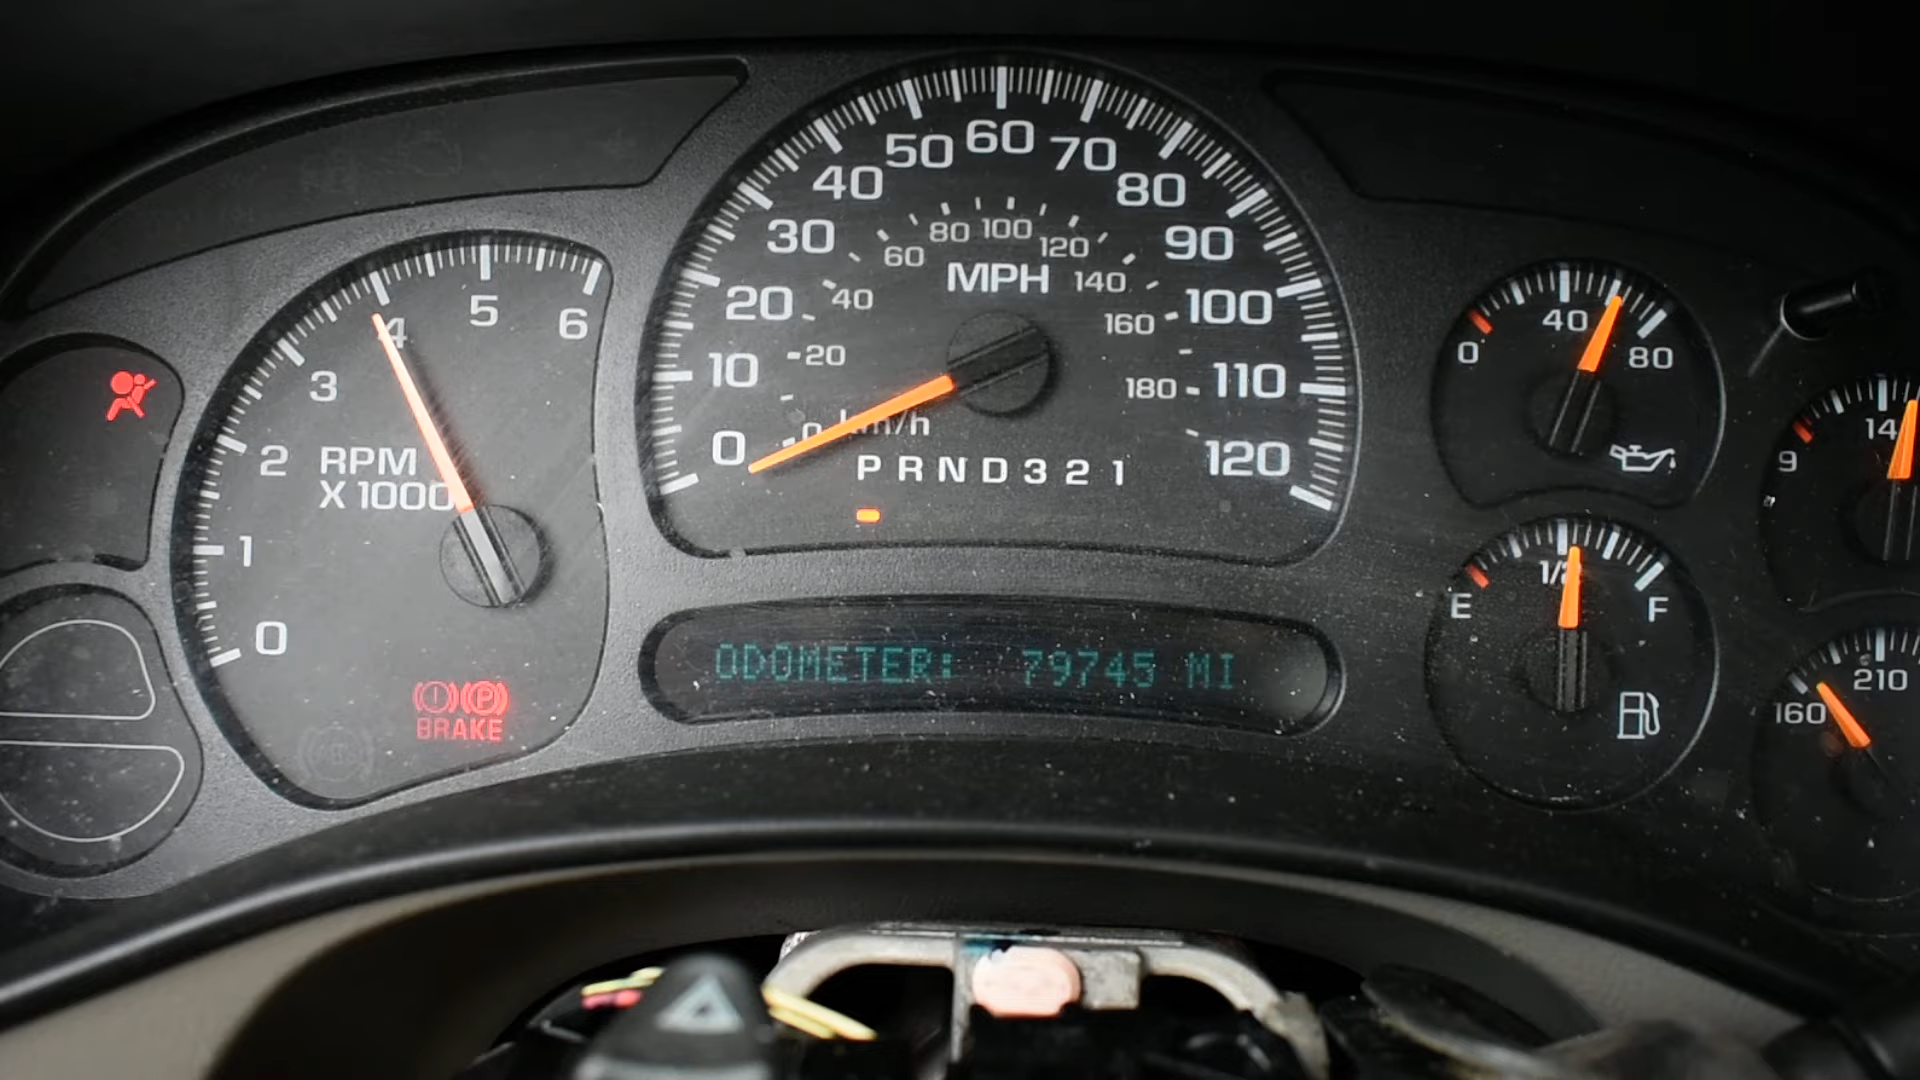 0 1 2 3 4 5 6
RPM
X 1000
BRAKE
0 10 20 30 40 50 60 70 80 90 100 110 120
MPH
0 20 40 60 80 100 120 140 160 180
km/h
P R N D 3 2 1
ODOMETER: 79745 MI
0 40 80
E 1/2 F
9 14
160 210